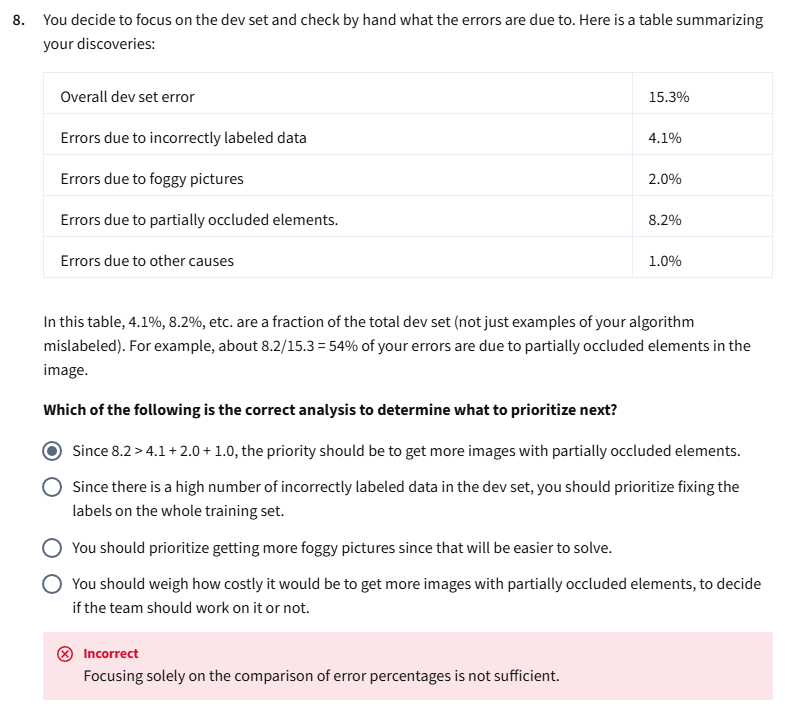 8. You decide to focus on the dev set and check by hand what the errors are due to. Here is a table summarizing
your discoveries:
Overall dev set error 15.3%
Errors due to incorrectly labeled data 4.1%
Errors due to foggy pictures 2.0%
Errors due to partially occluded elements. 8.2%
Errors due to other causes 1.0%
In this table, 4.1%, 8.2%, etc. are a fraction of the total dev set (not just examples of your algorithm
mislabeled). For example, about 8.2/15.3 = 54% of your errors are due to partially occluded elements in the
image.
Which of the following is the correct analysis to determine what to prioritize next?
Since 8.2 > 4.1 + 2.0 + 1.0, the priority should be to get more images with partially occluded elements.
Since there is a high number of incorrectly labeled data in the dev set, you should prioritize fixing the
labels on the whole training set.
You should prioritize getting more foggy pictures since that will be easier to solve.
You should weigh how costly it would be to get more images with partially occluded elements, to decide
if the team should work on it or not.
Incorrect
Focusing solely on the comparison of error percentages is not sufficient.